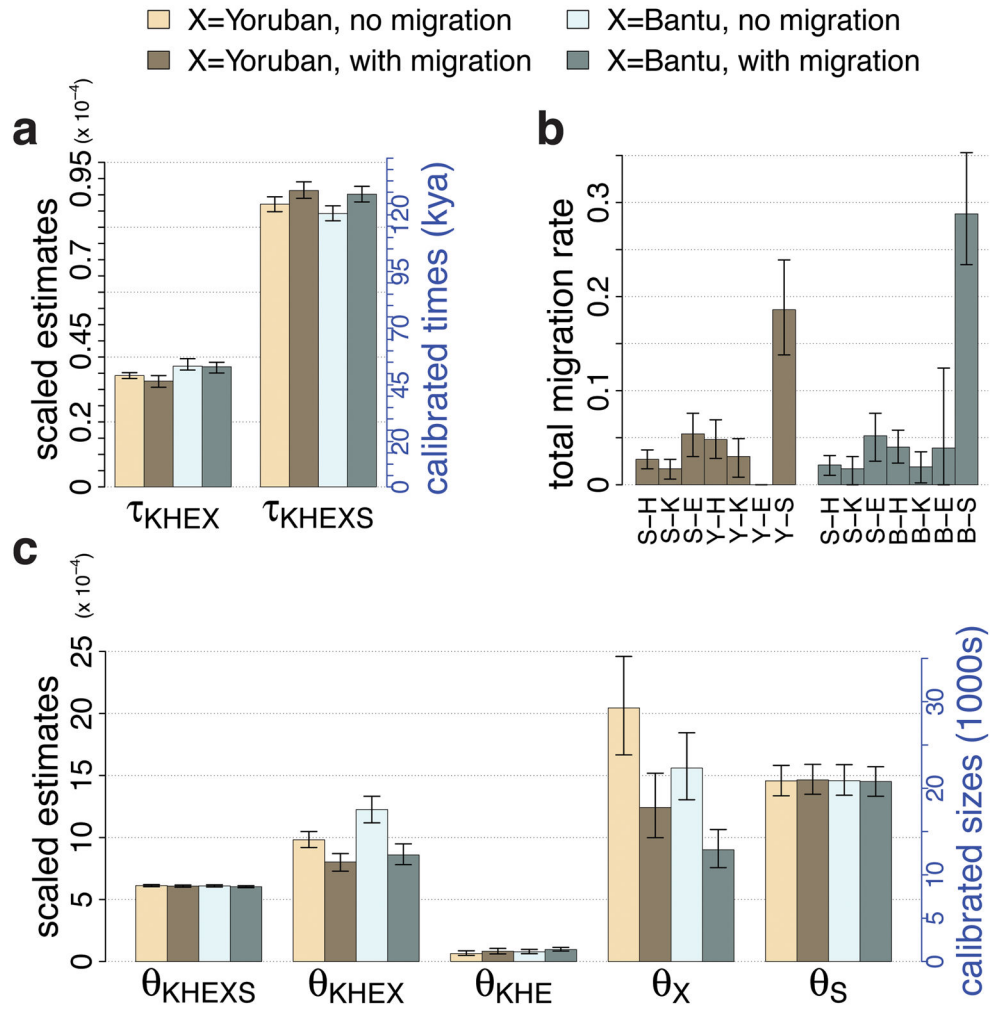 X=Yoruban, no migration
X=Bantu, no migration
X=Yoruban, with migration
X=Bantu, with migration
a
(x 10⁻⁴)
scaled estimates
0 0.2 0.45 0.7 0.95
0 20 45 70 95 120
calibrated times (kya)
τKHEX τKHEXS
b
total migration rate
0 0.1 0.2 0.3
S−H S−K S−E Y−H Y−K Y−E Y−S S−H S−K S−E B−H B−K B−E B−S
c
(x 10⁻⁴)
scaled estimates
0 5 10 15 20 25
0 5 10 20 30
calibrated sizes (1000s)
θKHEXS θKHEX θKHE θX θS